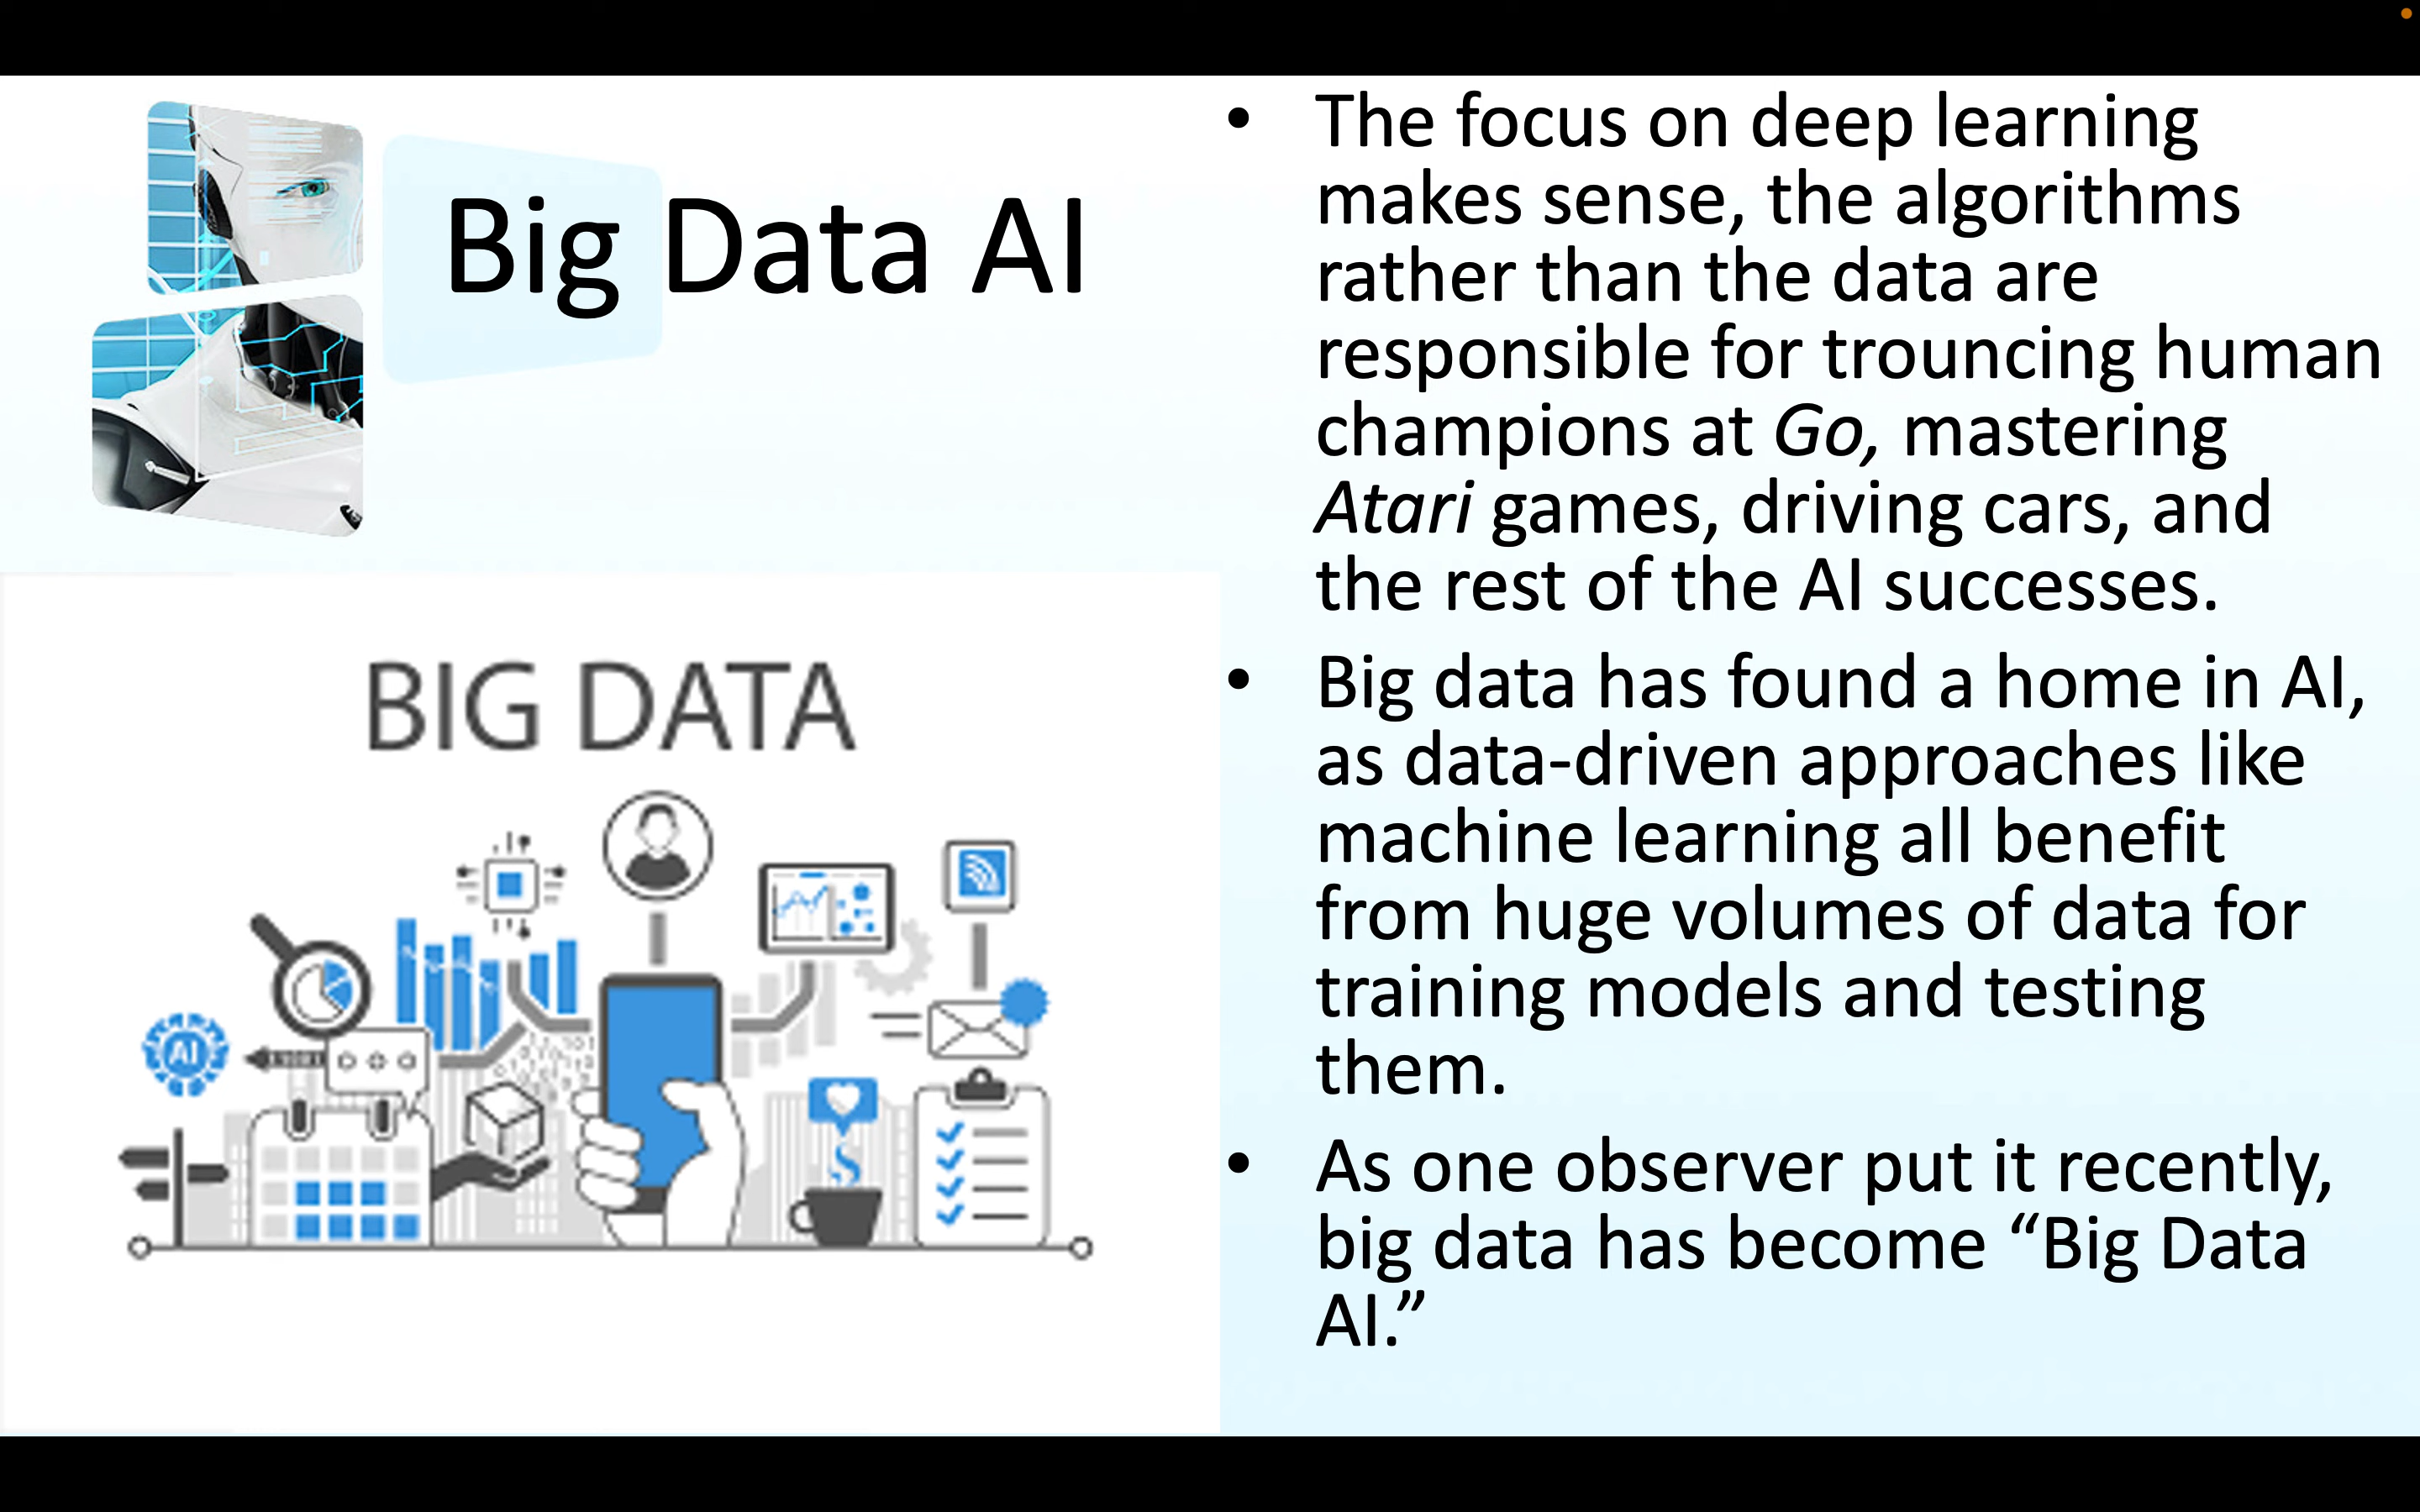 Big Data AI
BIG DATA
AI
• The focus on deep learning
makes sense, the algorithms
rather than the data are
responsible for trouncing human
champions at Go, mastering
Atari games, driving cars, and
the rest of the AI successes.
• Big data has found a home in AI,
as data-driven approaches like
machine learning all benefit
from huge volumes of data for
training models and testing
them.
• As one observer put it recently,
big data has become “Big Data
AI.”